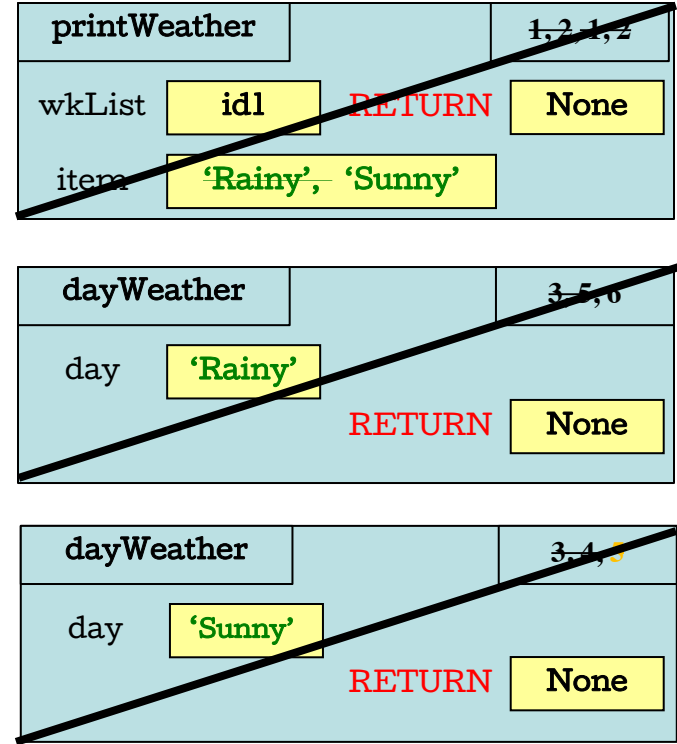 printWeather 1, 2, 1, 2
wkList id1 RETURN None
item ‘Rainy’, ‘Sunny’
dayWeather 3, 5, 6
day ‘Rainy’
RETURN None
dayWeather 3, 4,
day ‘Sunny’
RETURN None